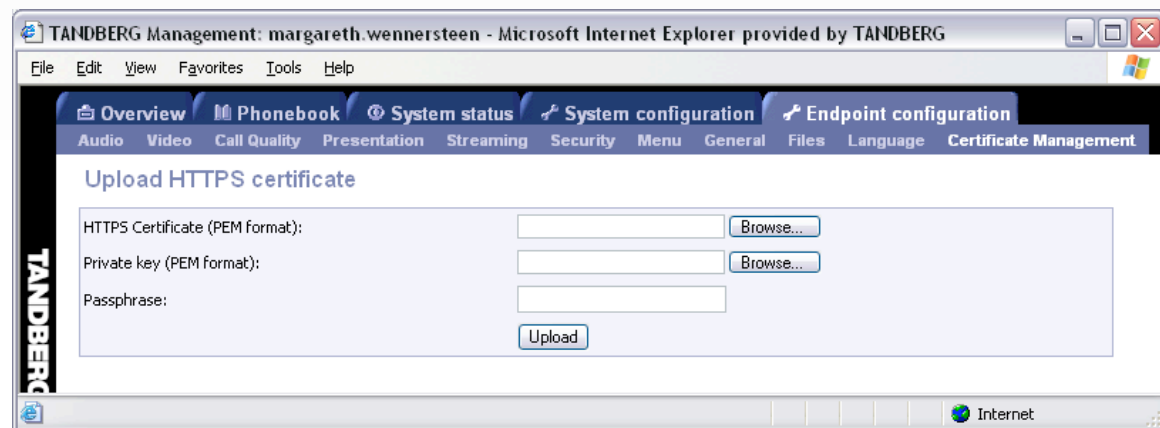 TANDBERG Management: margareth.wennersteen - Microsoft Internet Explorer provided by TANDBERG
File Edit View Favorites Tools Help
Overview Phonebook System status System configuration Endpoint configuration
Audio Video Call Quality Presentation Streaming Security Menu General Files Language Certificate Management
Upload HTTPS certificate
HTTPS Certificate (PEM format): Browse...
Private key (PEM format): Browse...
Passphrase:
Upload
TANDBERG
Internet